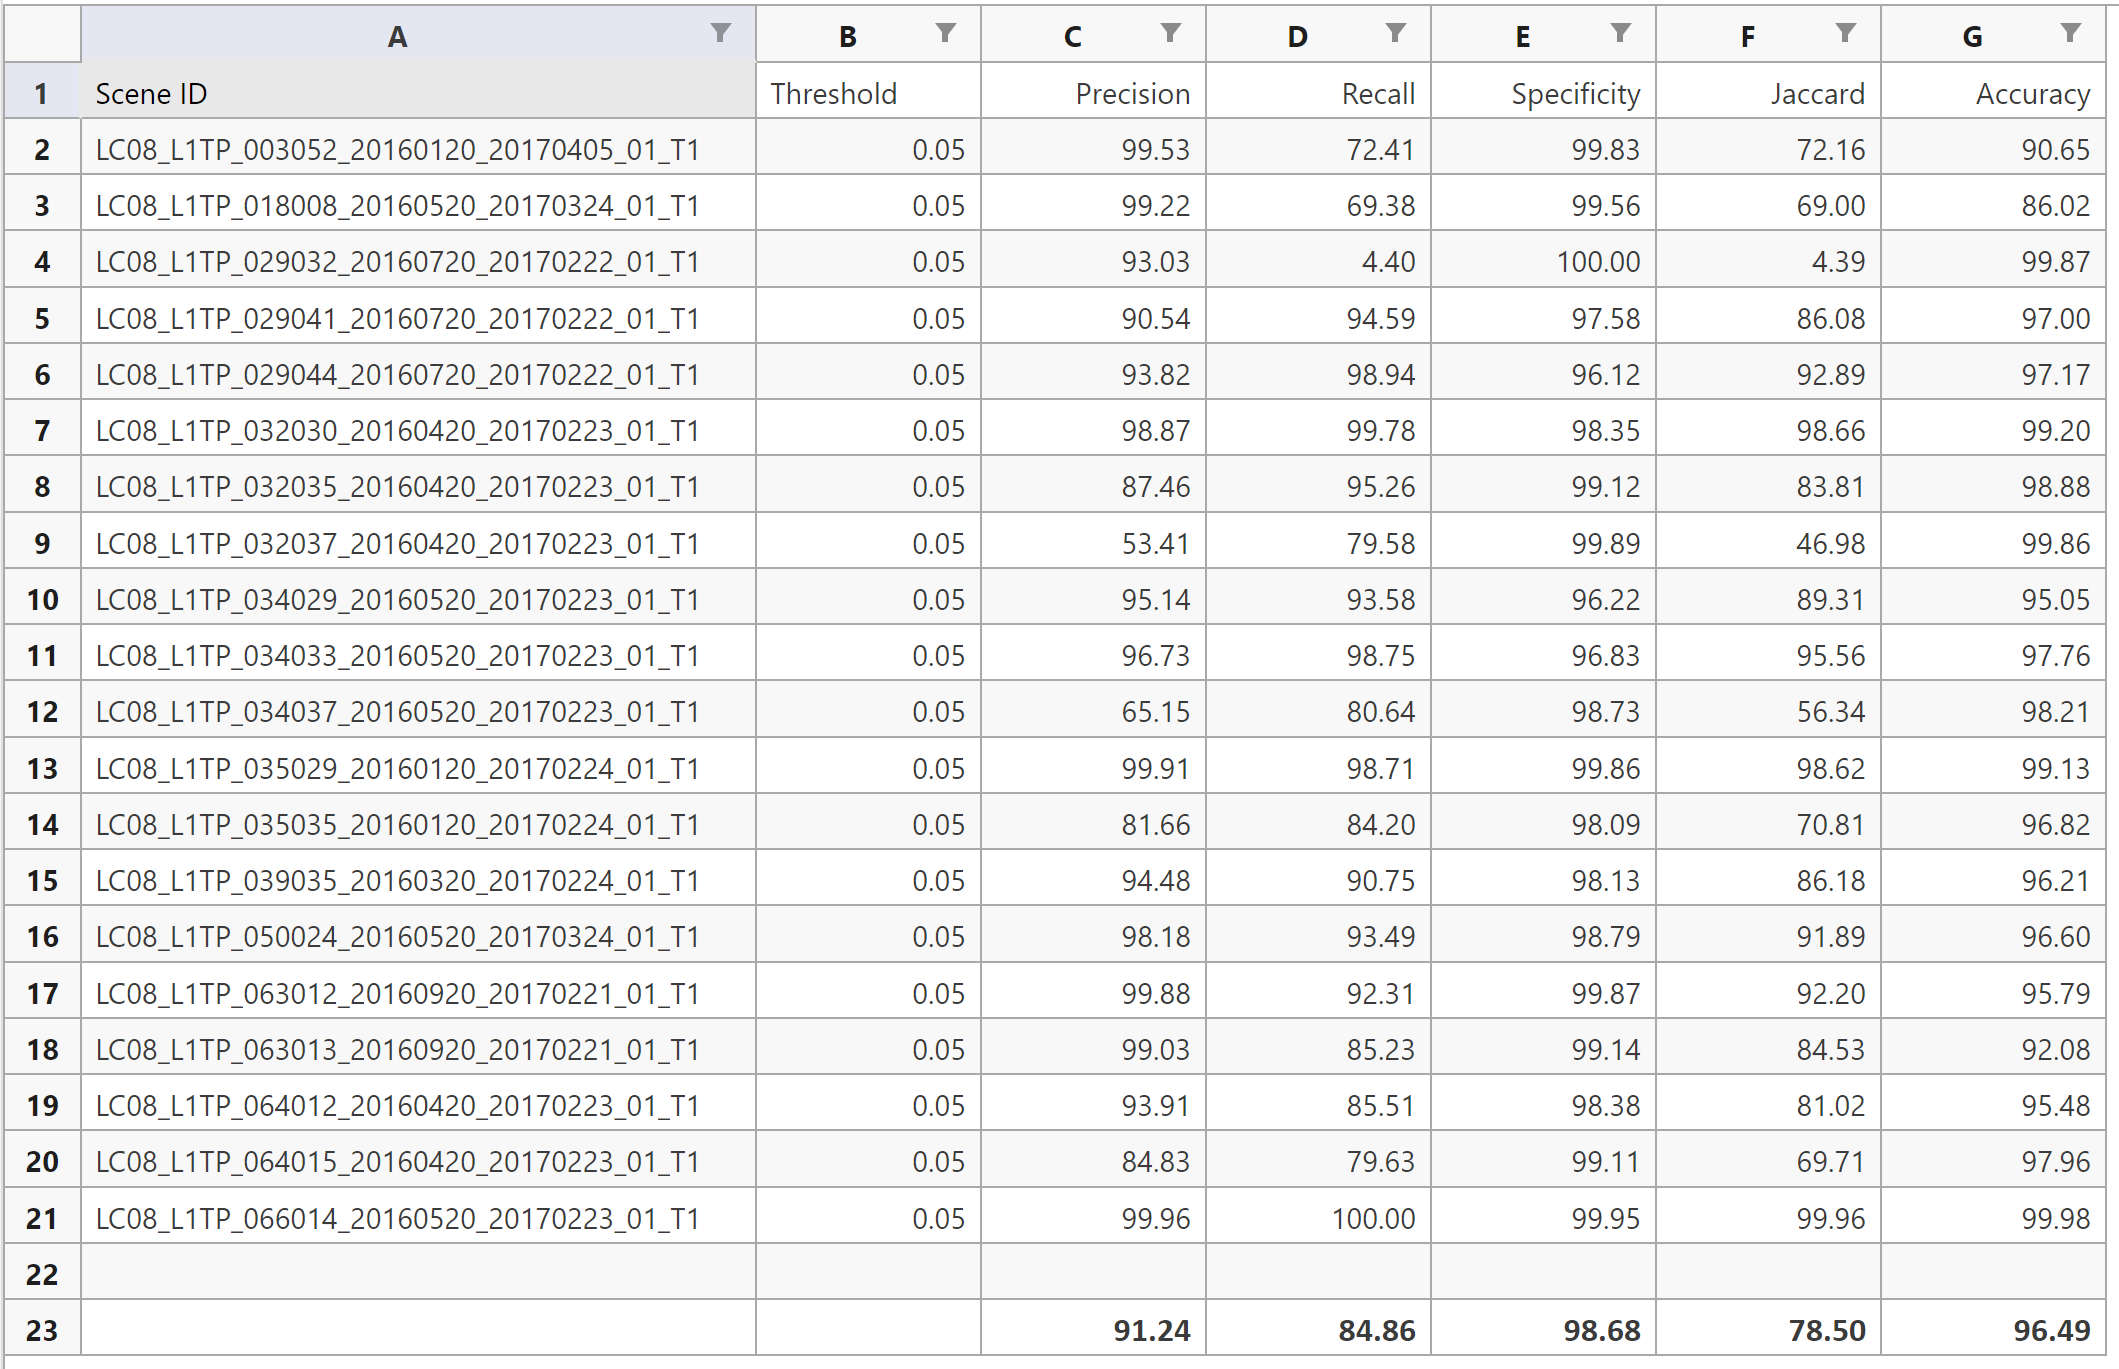 A B C D E F G
1 Scene ID Threshold Precision Recall Specificity Jaccard Accuracy
2 LC08_L1TP_003052_20160120_20170405_01_T1 0.05 99.53 72.41 99.83 72.16 90.65
3 LC08_L1TP_018008_20160520_20170324_01_T1 0.05 99.22 69.38 99.56 69.00 86.02
4 LC08_L1TP_029032_20160720_20170222_01_T1 0.05 93.03 4.40 100.00 4.39 99.87
5 LC08_L1TP_029041_20160720_20170222_01_T1 0.05 90.54 94.59 97.58 86.08 97.00
6 LC08_L1TP_029044_20160720_20170222_01_T1 0.05 93.82 98.94 96.12 92.89 97.17
7 LC08_L1TP_032030_20160420_20170223_01_T1 0.05 98.87 99.78 98.35 98.66 99.20
8 LC08_L1TP_032035_20160420_20170223_01_T1 0.05 87.46 95.26 99.12 83.81 98.88
9 LC08_L1TP_032037_20160420_20170223_01_T1 0.05 53.41 79.58 99.89 46.98 99.86
10 LC08_L1TP_034029_20160520_20170223_01_T1 0.05 95.14 93.58 96.22 89.31 95.05
11 LC08_L1TP_034033_20160520_20170223_01_T1 0.05 96.73 98.75 96.83 95.56 97.76
12 LC08_L1TP_034037_20160520_20170223_01_T1 0.05 65.15 80.64 98.73 56.34 98.21
13 LC08_L1TP_035029_20160120_20170224_01_T1 0.05 99.91 98.71 99.86 98.62 99.13
14 LC08_L1TP_035035_20160120_20170224_01_T1 0.05 81.66 84.20 98.09 70.81 96.82
15 LC08_L1TP_039035_20160320_20170224_01_T1 0.05 94.48 90.75 98.13 86.18 96.21
16 LC08_L1TP_050024_20160520_20170324_01_T1 0.05 98.18 93.49 98.79 91.89 96.60
17 LC08_L1TP_063012_20160920_20170221_01_T1 0.05 99.88 92.31 99.87 92.20 95.79
18 LC08_L1TP_063013_20160920_20170221_01_T1 0.05 99.03 85.23 99.14 84.53 92.08
19 LC08_L1TP_064012_20160420_20170223_01_T1 0.05 93.91 85.51 98.38 81.02 95.48
20 LC08_L1TP_064015_20160420_20170223_01_T1 0.05 84.83 79.63 99.11 69.71 97.96
21 LC08_L1TP_066014_20160520_20170223_01_T1 0.05 99.96 100.00 99.95 99.96 99.98
22
23 91.24 84.86 98.68 78.50 96.49